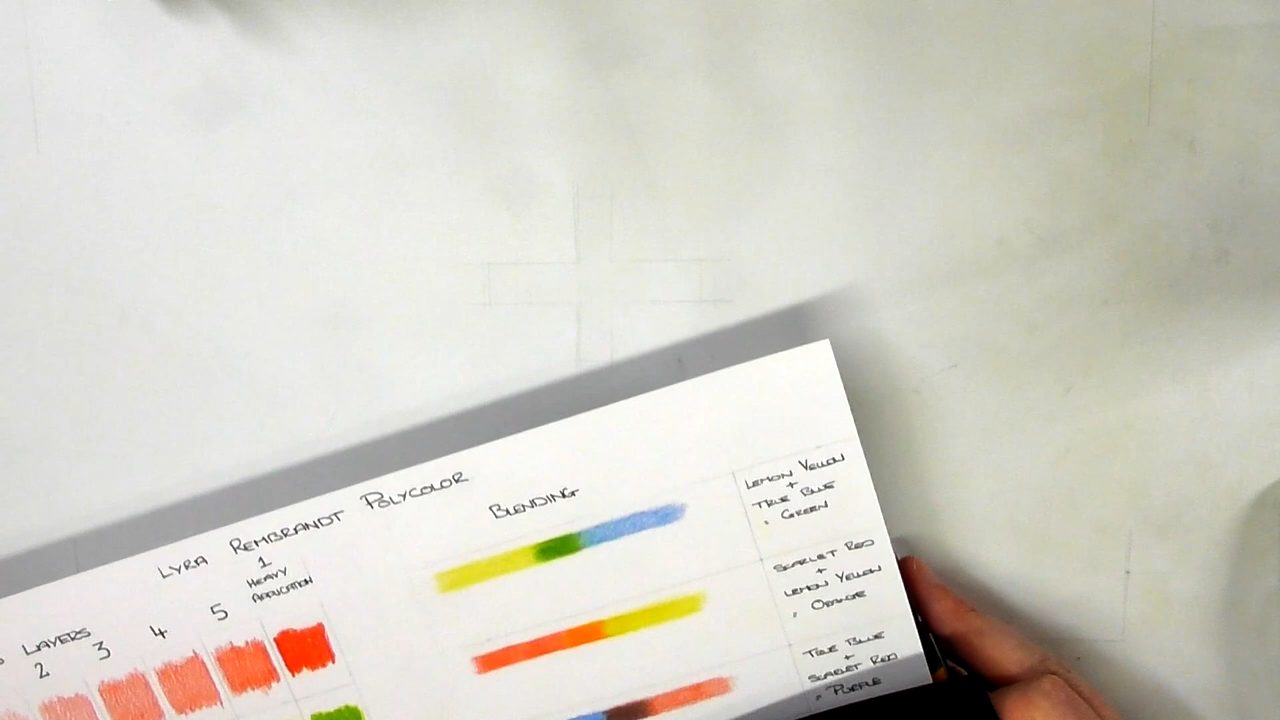 LYRA REMBRANDT POLYCOLOR
LAYERS
2
3
4
5
1
HEAVY
APPLICATION
BLENDING
LEMON YELLOW
+
TRUE BLUE
, GREEN
SCARLET RED
+
LEMON YELLOW
, ORANGE
TRUE BLUE
+
SCARLET RED
, PURPLE